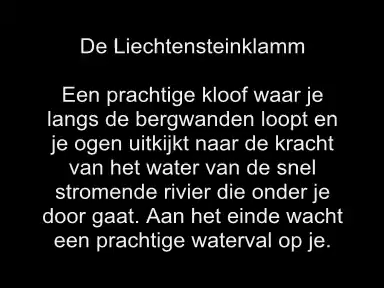 De Liechtensteinklamm
Een prachtige kloof waar je
langs de bergwanden loopt en
je ogen uitkijkt naar de kracht
van het water van de snel
stromende rivier die onder je
door gaat. Aan het einde wacht
een prachtige waterval op je.